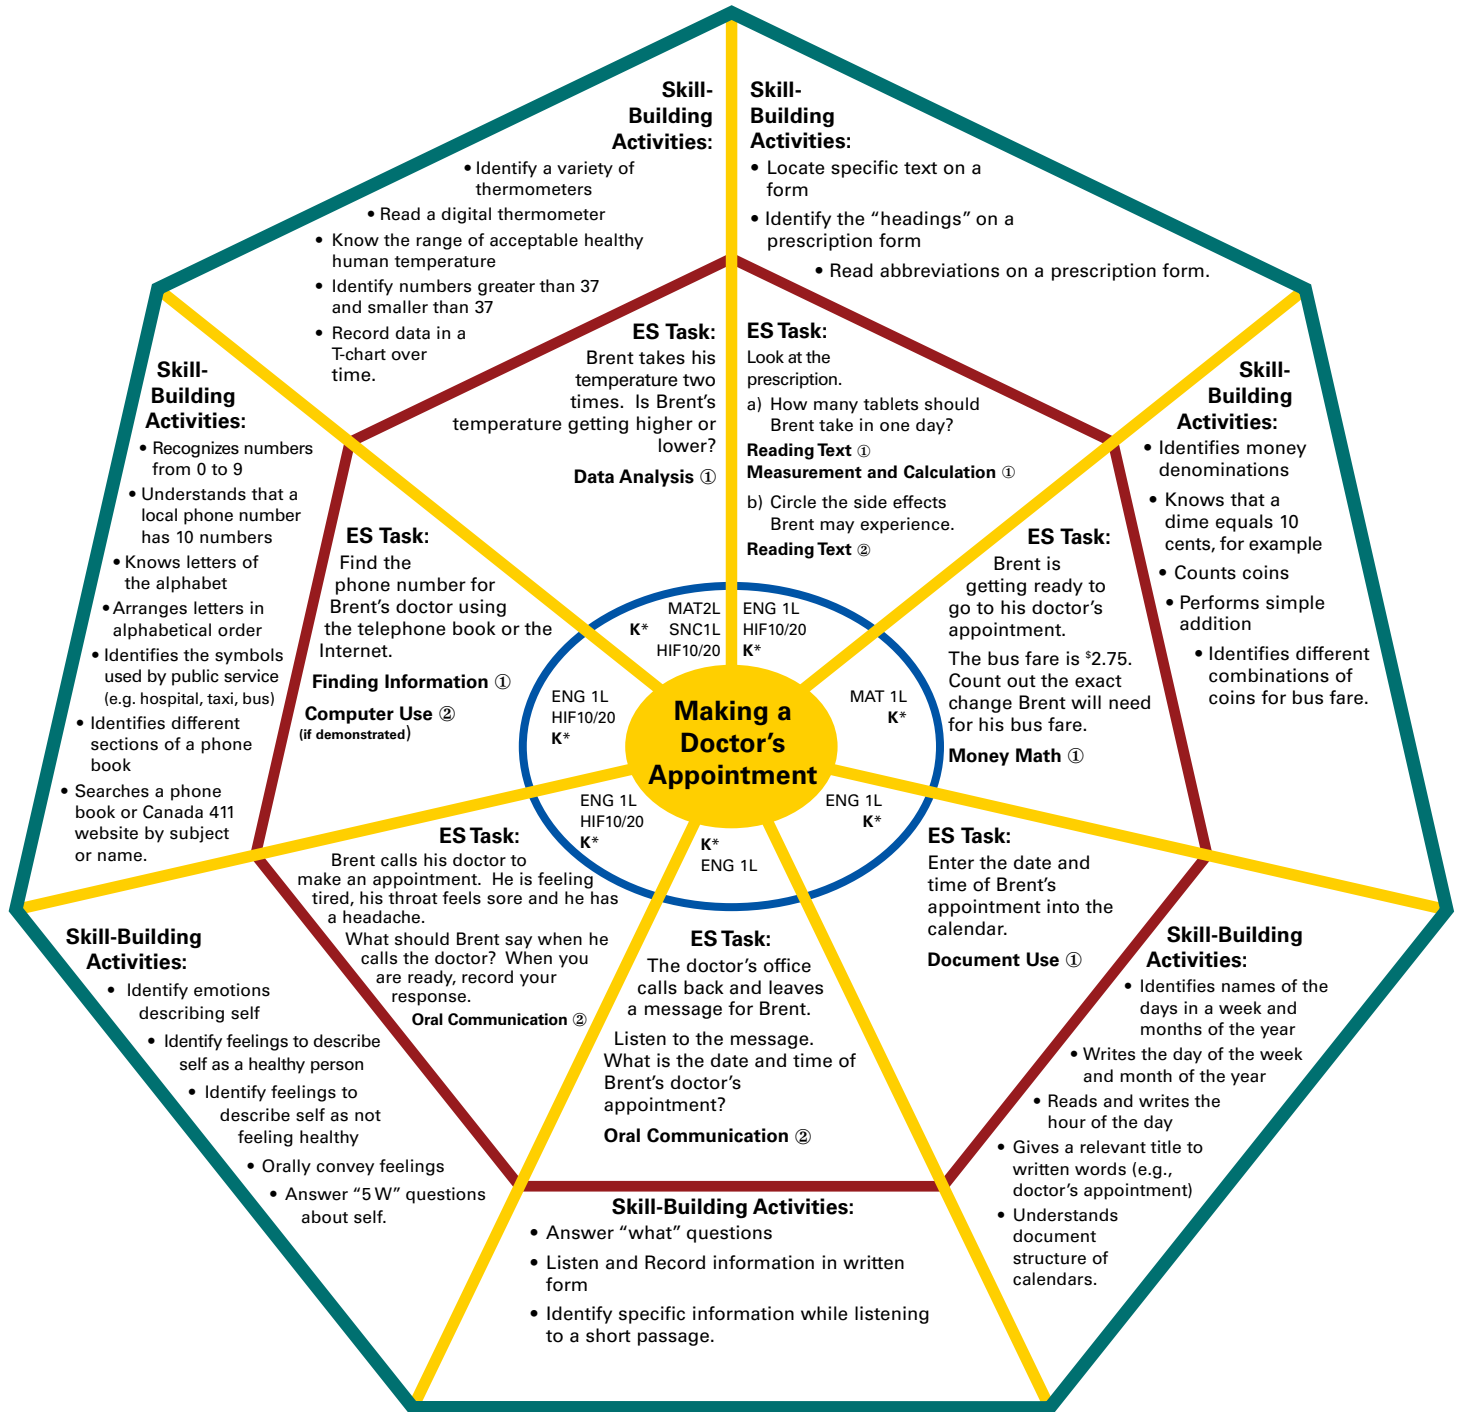 Making a
Doctor's
Appointment
Skill-
Building
Activities:
• Identify a variety of
thermometers
• Read a digital thermometer
• Know the range of acceptable healthy
human temperature
• Identify numbers greater than 37
and smaller than 37
• Record data in a
T-chart over
time.
ES Task:
Brent takes his
temperature two
times. Is Brent's
temperature getting higher or
lower?
Data Analysis ①
MAT2L
K* SNC1L
HIF10/20
Skill-
Building
Activities:
• Locate specific text on a
form
• Identify the “headings” on a
prescription form
• Read abbreviations on a prescription form.
ES Task:
Look at the
prescription.
a) How many tablets should
Brent take in one day?
Reading Text ①
Measurement and Calculation ①
b) Circle the side effects
Brent may experience.
Reading Text ②
ENG 1L
HIF10/20
K*
Skill-
Building
Activities:
• Identifies money
denominations
• Knows that a
dime equals 10
cents, for example
• Counts coins
• Performs simple
addition
• Identifies different
combinations of
coins for bus fare.
ES Task:
Brent is
getting ready to
go to his doctor's
appointment.
The bus fare is $2.75.
Count out the exact
change Brent will need
for his bus fare.
Money Math ①
MAT 1L
K*
ES Task:
Enter the date and
time of Brent's
appointment into the
calendar.
Document Use ①
ENG 1L
K*
Skill-Building
Activities:
• Identifies names of the
days in a week and
months of the year
• Writes the day of the week
and month of the year
• Reads and writes the
hour of the day
• Gives a relevant title to
written words (e.g.,
doctor's appointment)
• Understands
document
structure of
calendars.
K*
ENG 1L
ES Task:
The doctor's office
calls back and leaves
a message for Brent.
Listen to the message.
What is the date and time of
Brent's doctor's
appointment?
Oral Communication ②
Skill-Building Activities:
• Answer “what” questions
• Listen and Record information in written
form
• Identify specific information while listening
to a short passage.
ENG 1L
HIF10/20
K*
ES Task:
Brent calls his doctor to
make an appointment. He is feeling
tired, his throat feels sore and he has
a headache.
What should Brent say when he
calls the doctor? When you
are ready, record your
response.
Oral Communication ②
Skill-Building
Activities:
• Identify emotions
describing self
• Identify feelings to describe
self as a healthy person
• Identify feelings to
describe self as not
feeling healthy
• Orally convey feelings
• Answer “5 W” questions
about self.
Skill-
Building
Activities:
• Recognizes numbers
from 0 to 9
• Understands that a
local phone number
has 10 numbers
• Knows letters of
the alphabet
• Arranges letters in
alphabetical order
• Identifies the symbols
used by public service
(e.g. hospital, taxi, bus)
• Identifies different
sections of a phone
book
• Searches a phone
book or Canada 411
website by subject
or name.
ES Task:
Find the
phone number for
Brent's doctor using
the telephone book or the
Internet.
Finding Information ①
Computer Use ②
(if demonstrated)
ENG 1L
HIF10/20
K*